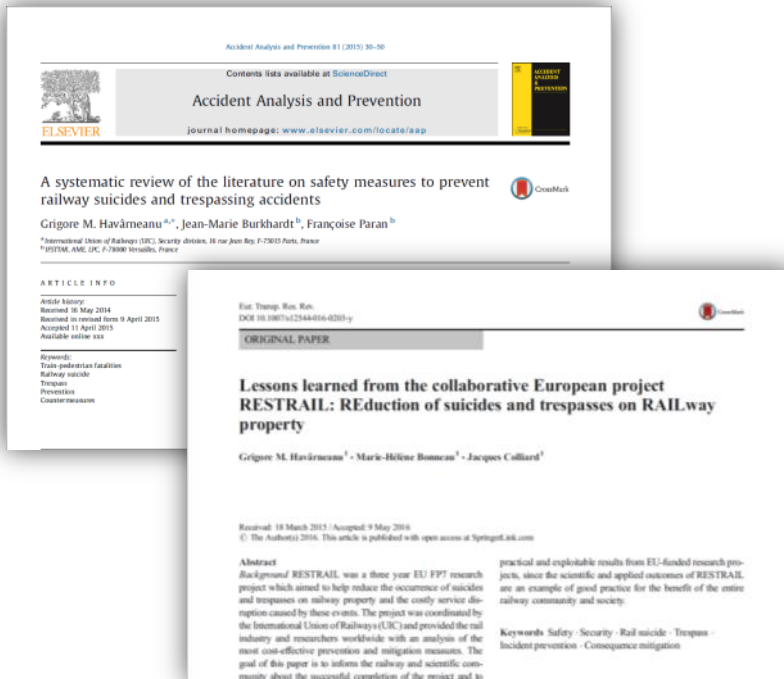 Accident Analysis and Prevention 81 (2015) 30–50
Contents lists available at ScienceDirect
Accident Analysis and Prevention
journal homepage: www.elsevier.com/locate/aap
ELSEVIER
ACCIDENT
ANALYSIS
&
PREVENTION
A systematic review of the literature on safety measures to prevent
railway suicides and trespassing accidents
CrossMark
Grigore M. Havârneanu a,*, Jean-Marie Burkhardt b, Françoise Paran b
a International Union of Railways (UIC), Security division, 16 rue Jean Rey, F-75015 Paris, France
b IFSTTAR, AME, LPC, F-78000 Versailles, France
ARTICLE INFO
Article history:
Received 16 May 2014
Received in revised form 9 April 2015
Accepted 11 April 2015
Available online xxx
Keywords:
Train-pedestrian fatalities
Railway suicide
Trespass
Prevention
Countermeasures
Eur. Transp. Res. Rev.
DOI 10.1007/s12544-016-0203-y
CrossMark
ORIGINAL PAPER
Lessons learned from the collaborative European project
RESTRAIL: REduction of suicides and trespasses on RAILway
property
Grigore M. Havârneanu 1 · Marie-Hélène Bonneau 1 · Jacques Colliard 1
Received: 18 March 2015 / Accepted: 9 May 2016
© The Author(s) 2016. This article is published with open access at SpringerLink.com
Abstract
Background RESTRAIL was a three year EU FP7 research
project which aimed to help reduce the occurrence of suicides
and trespasses on railway property and the costly service dis-
ruption caused by these events. The project was coordinated by
the International Union of Railways (UIC) and provided the rail
industry and researchers worldwide with an analysis of the
most cost-effective prevention and mitigation measures. The
goal of this paper is to inform the railway and scientific com-
munity about the successful completion of the project and to
practical and exploitable results from EU-funded research pro-
jects, since the scientific and applied outcomes of RESTRAIL
are an example of good practice for the benefit of the entire
railway community and society.
Keywords Safety · Security · Rail suicide · Trespass ·
Incident prevention · Consequence mitigation